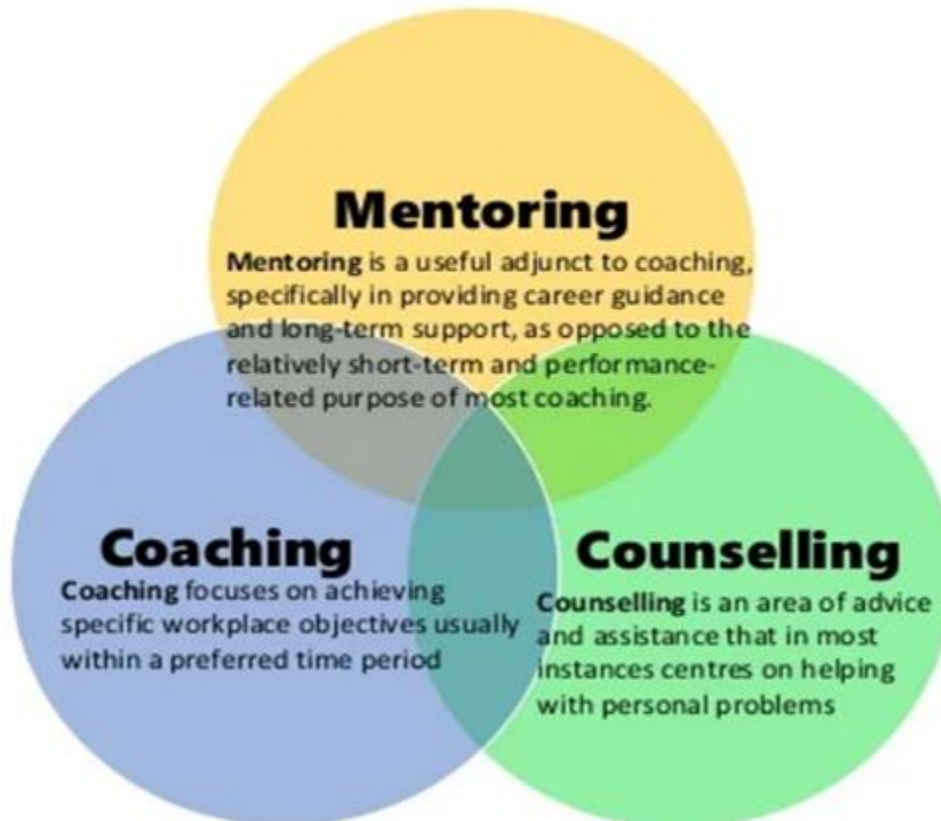 Mentoring
Mentoring is a useful adjunct to coaching,
specifically in providing career guidance
and long-term support, as opposed to the
relatively short-term and performance-
related purpose of most coaching.
Coaching
Coaching focuses on achieving
specific workplace objectives usually
within a preferred time period
Counselling
Counselling is an area of advice
and assistance that in most
instances centres on helping
with personal problems